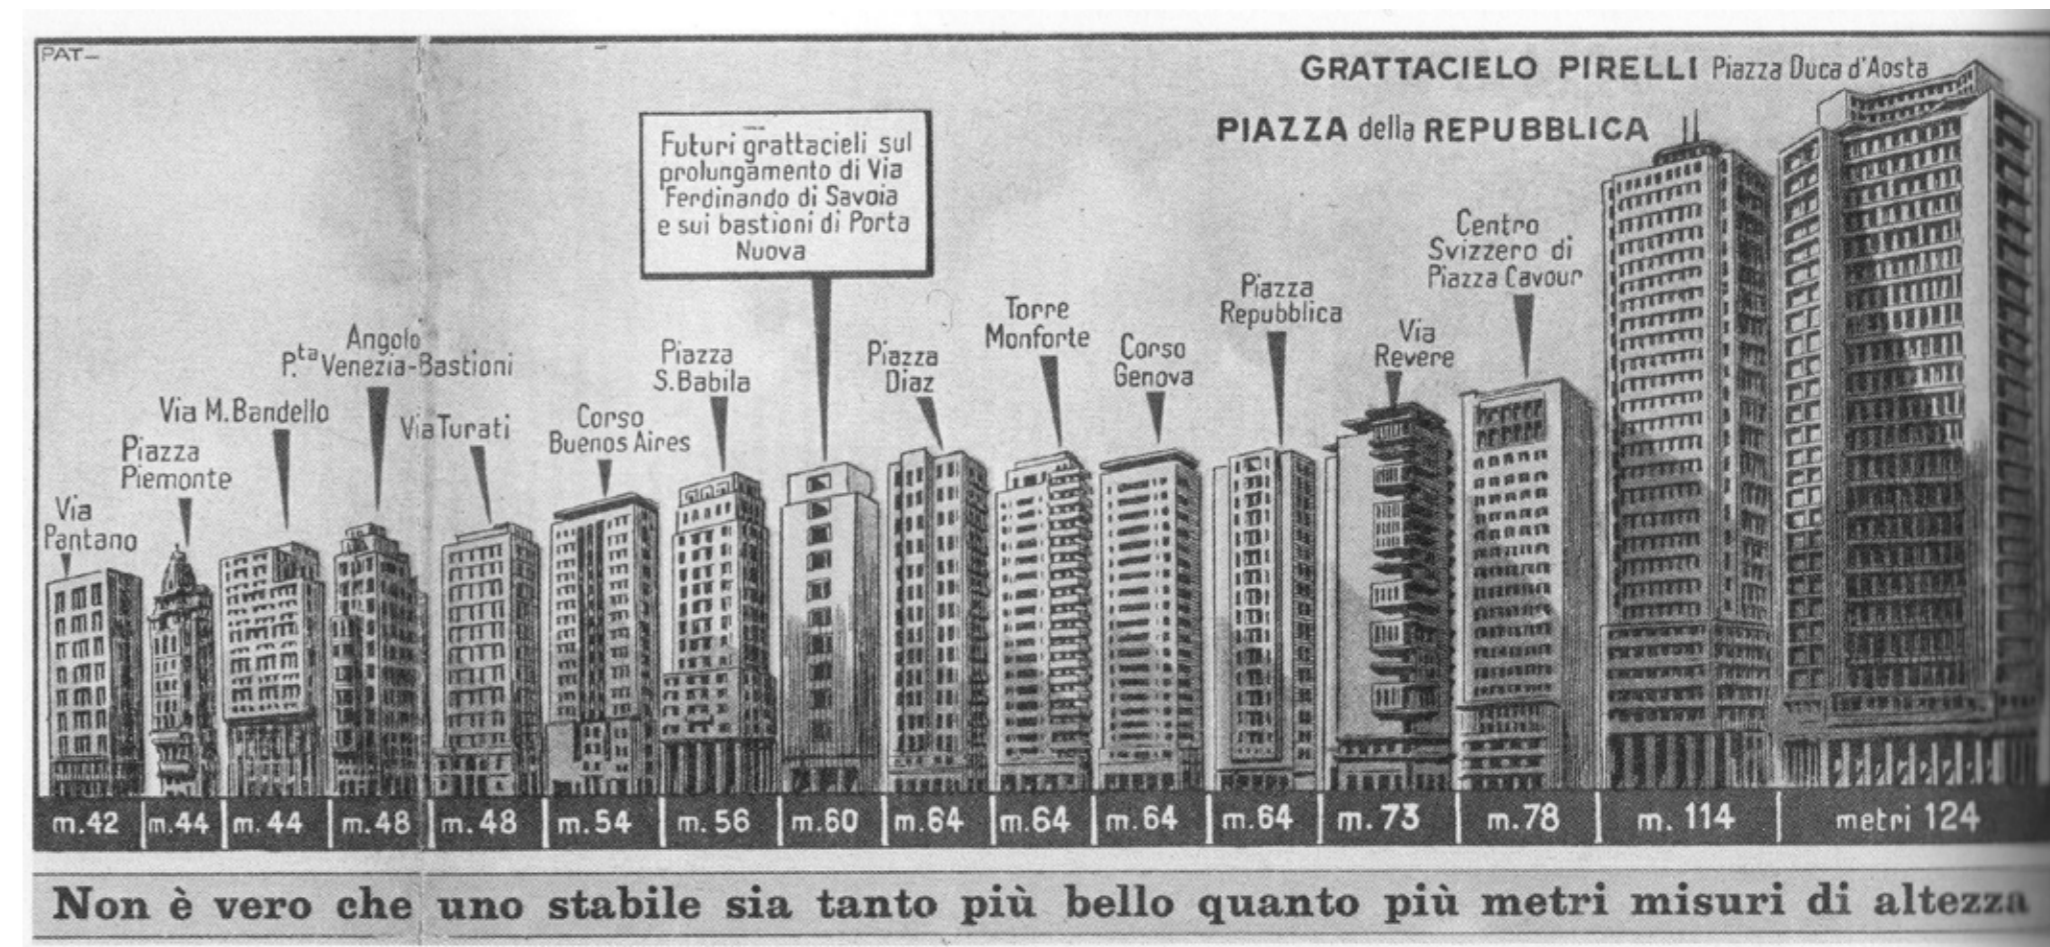 PAT
GRATTACIELO PIRELLI Piazza Duca d'Aosta
PIAZZA della REPUBBLICA
Futuri grattacieli sul
prolungamento di Via
Ferdinando di Savoia
e sui bastioni di Porta
Nuova
Via
Pantano
Piazza
Piemonte
Via M. Bandello
Angolo
P.ta Venezia-Bastioni
Via Turati
Corso
Buenos Aires
Piazza
S. Babila
Piazza
Diaz
Torre
Monforte
Corso
Genova
Piazza
Repubblica
Via
Revere
Centro
Svizzero di
Piazza Cavour
m.42 m.44 m.44 m.48 m.48 m.54 m.56 m.60 m.64 m.64 m.64 m.64 m.73 m.78 m.114 metri 124
Non è vero che uno stabile sia tanto più bello quanto più metri misuri di altezza